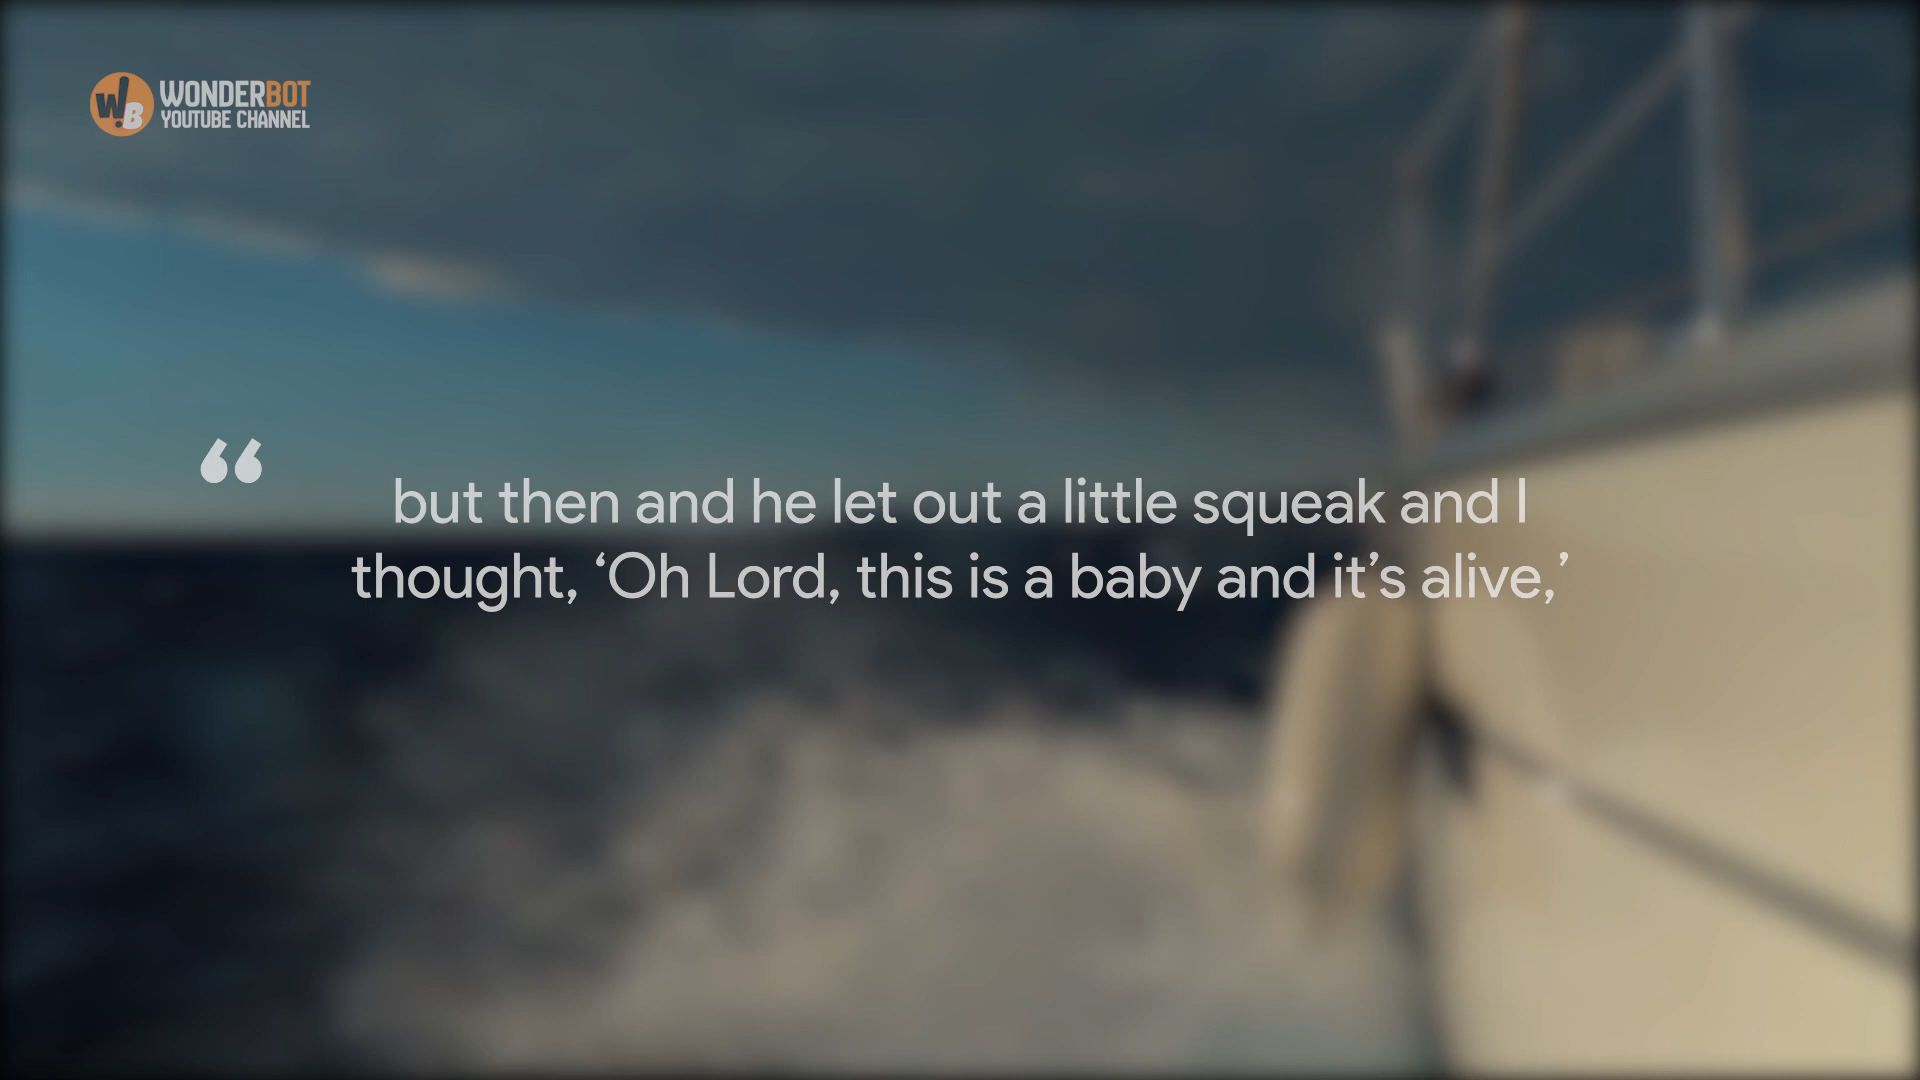 WONDERBOT
YOUTUBE CHANNEL
“ but then and he let out a little squeak and I
thought, ‘Oh Lord, this is a baby and it’s alive,’